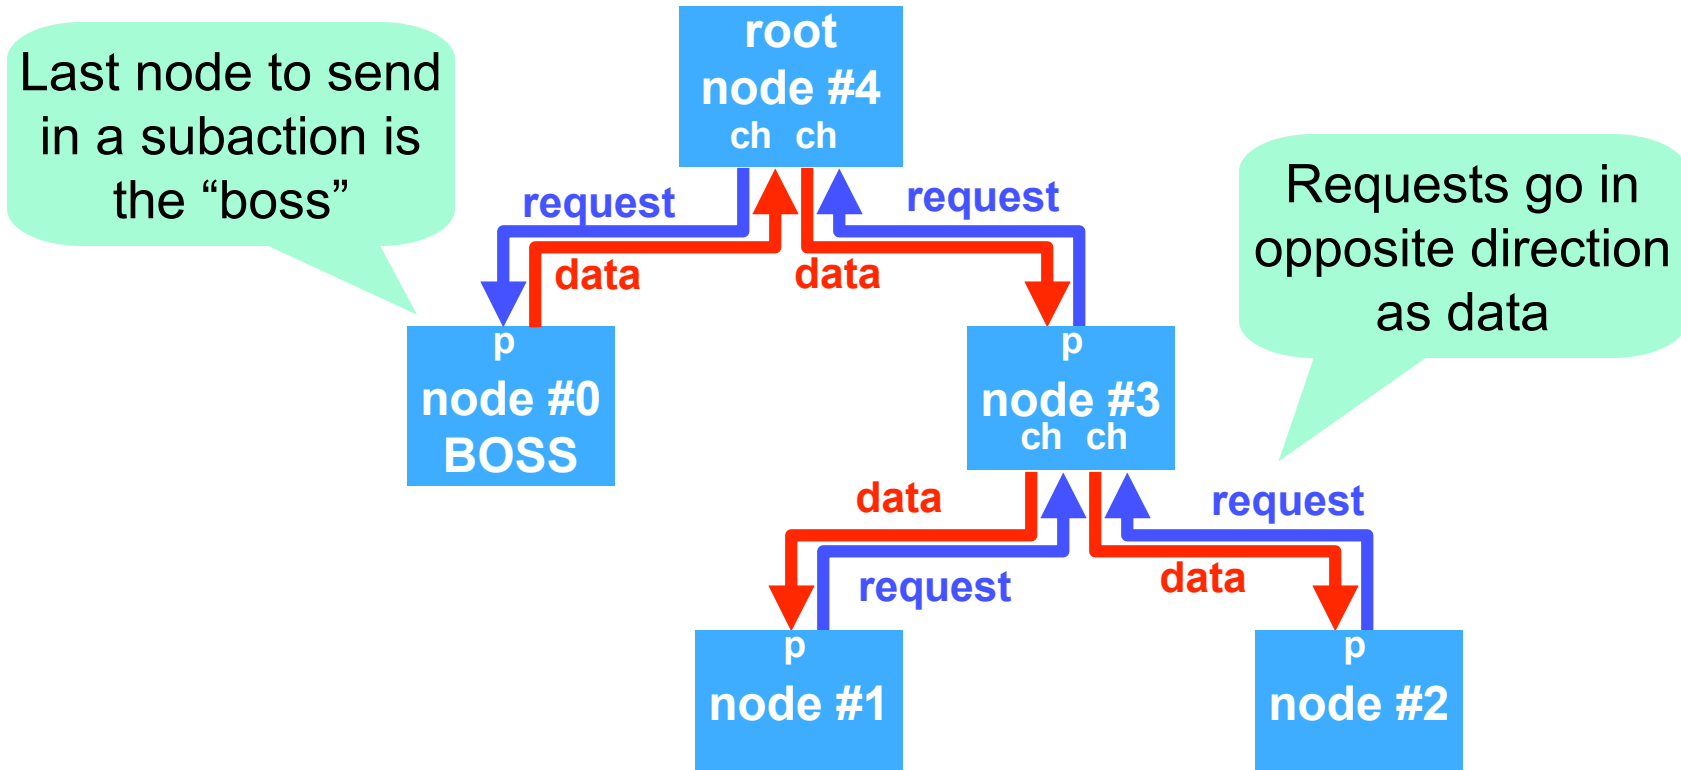 root
node #4
ch ch
Last node to send
in a subaction is
the “boss”
request
request
Requests go in
opposite direction
as data
data
data
p
node #0
BOSS
p
node #3
ch ch
data
request
request
data
p
node #1
p
node #2